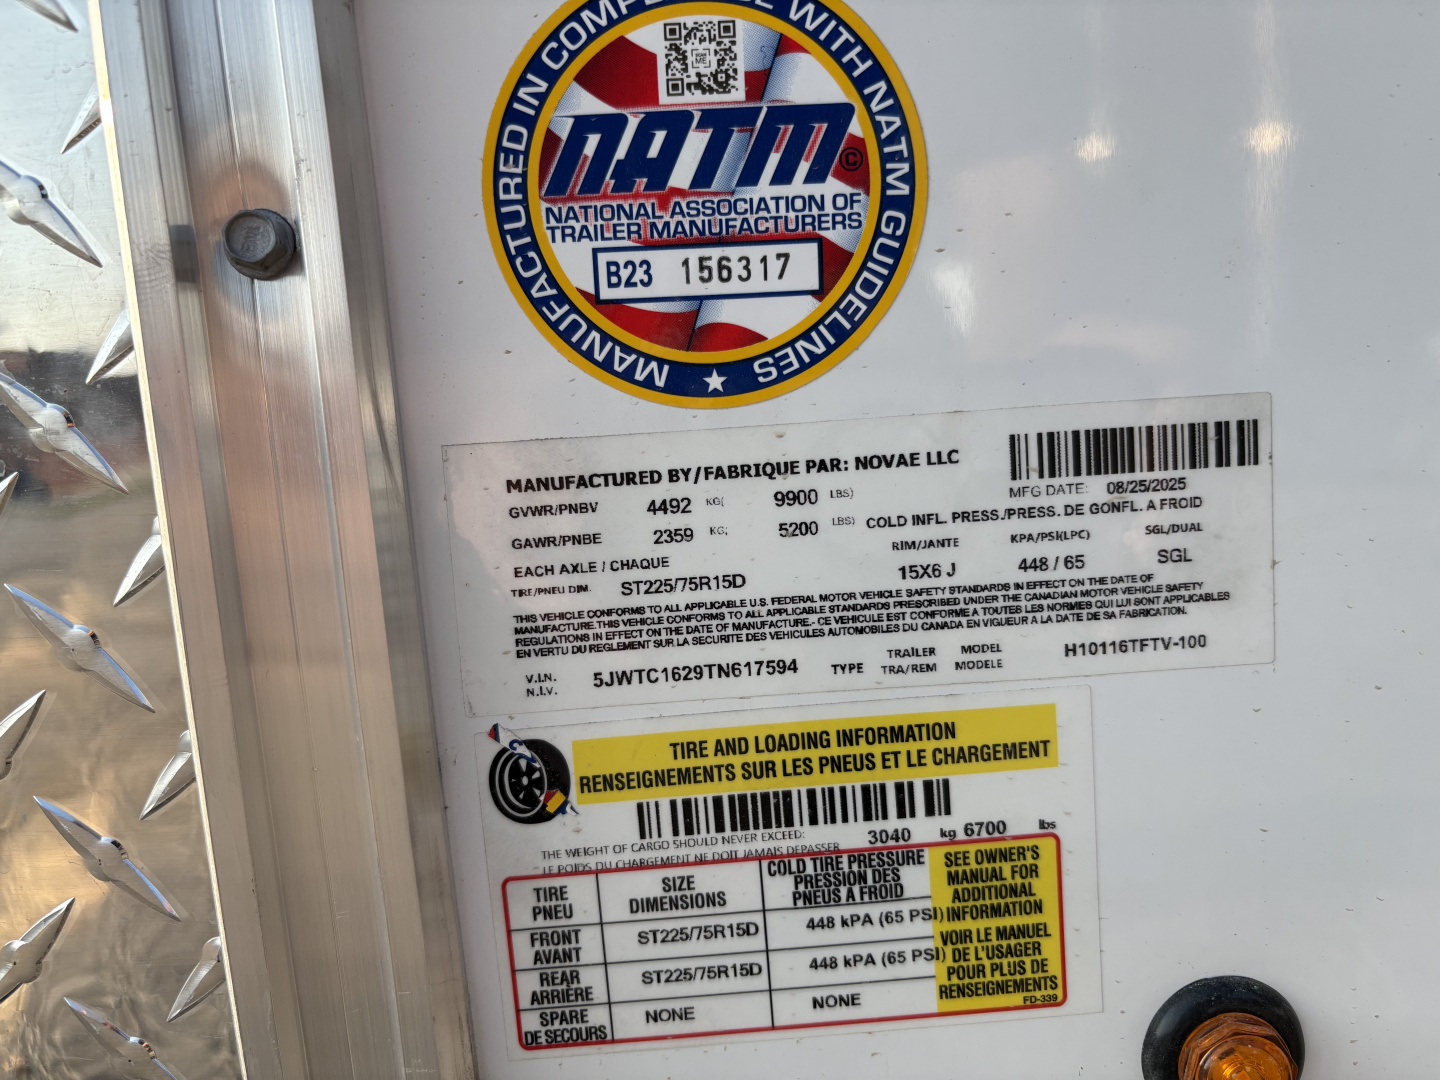 MANUFACTURED IN COMPLIANCE WITH NATM GUIDELINES
NATM ©
NATIONAL ASSOCIATION OF
TRAILER MANUFACTURERS
B23 156317
MANUFACTURED BY/FABRIQUE PAR: NOVAE LLC
GVWR/PNBV 4492 KG( 9900 LBS)
MFG DATE: 08/25/2025
GAWR/PNBE 2359 KG( 5200 LBS) COLD INFL. PRESS./PRESS. DE GONFL. A FROID
EACH AXLE / CHAQUE RIM/JANTE KPA/PSI(LPC) SGL/DUAL
TIRE/PNEU DIM. ST225/75R15D 15X6 J 448 / 65 SGL
THIS VEHICLE CONFORMS TO ALL APPLICABLE U.S. FEDERAL MOTOR VEHICLE SAFETY STANDARDS IN EFFECT ON THE DATE OF
MANUFACTURE.THIS VEHICLE CONFORMS TO ALL APPLICABLE STANDARDS PRESCRIBED UNDER THE CANADIAN MOTOR VEHICLE SAFETY
REGULATIONS IN EFFECT ON THE DATE OF MANUFACTURE.- CE VEHICULE EST CONFORME A TOUTES LES NORMES QUI LUI SONT APPLICABLES
EN VERTU DU REGLEMENT SUR LA SECURITE DES VEHICULES AUTOMOBILES DU CANADA EN VIGUEUR A LA DATE DE SA FABRICATION.
V.I.N. 5JWTC1629TN617594 TYPE TRAILER MODEL H10116TFTV-100
N.I.V. TRA/REM MODELE
TIRE AND LOADING INFORMATION
RENSEIGNEMENTS SUR LES PNEUS ET LE CHARGEMENT
THE WEIGHT OF CARGO SHOULD NEVER EXCEED: 3040 kg 6700 lbs
LE POIDS DU CHARGEMENT NE DOIT JAMAIS DEPASSER
TIRE
PNEU
SIZE
DIMENSIONS
COLD TIRE PRESSURE
PRESSION DES
PNEUS A FROID
FRONT
AVANT
ST225/75R15D
448 kPA (65 PSI)
REAR
ARRIÈRE
ST225/75R15D
448 kPA (65 PSI)
SPARE
DE SECOURS
NONE
NONE
SEE OWNER'S
MANUAL FOR
ADDITIONAL
INFORMATION
VOIR LE MANUEL
DE L'USAGER
POUR PLUS DE
RENSEIGNEMENTS
FD-339